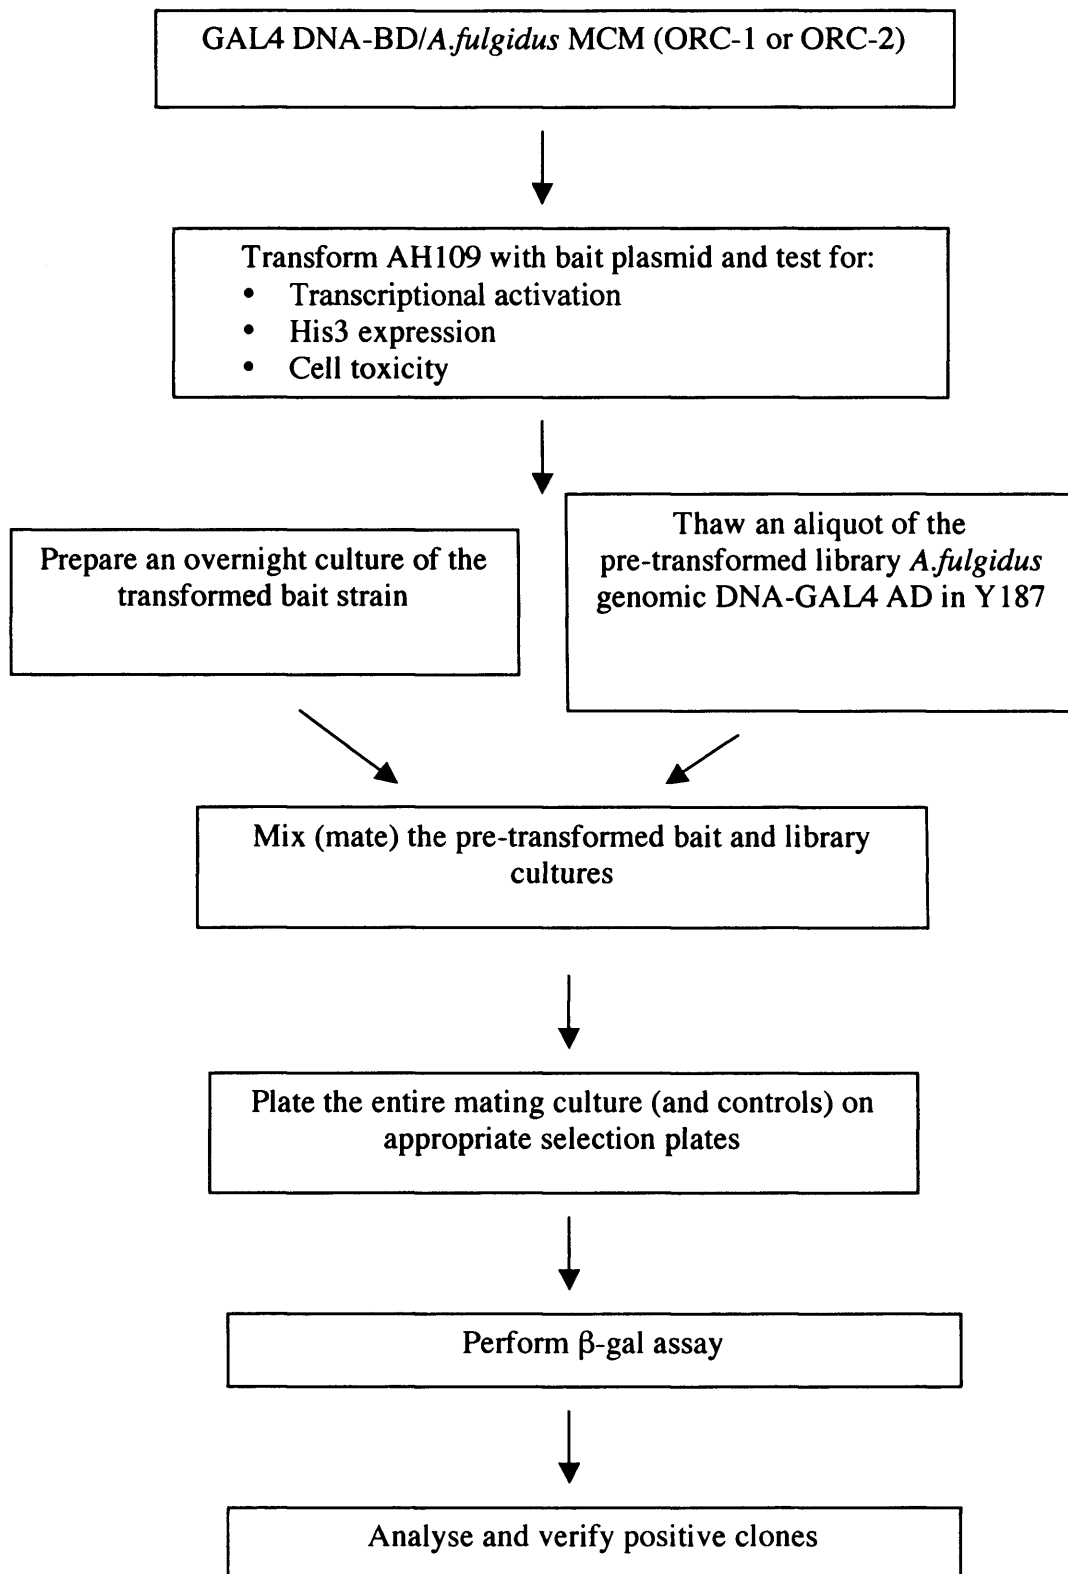 GAL4 DNA-BD/A.fulgidus MCM (ORC-1 or ORC-2)
Transform AH109 with bait plasmid and test for:
• Transcriptional activation
• His3 expression
• Cell toxicity
Prepare an overnight culture of the
transformed bait strain
Thaw an aliquot of the
pre-transformed library A.fulgidus
genomic DNA-GAL4 AD in Y187
Mix (mate) the pre-transformed bait and library
cultures
Plate the entire mating culture (and controls) on
appropriate selection plates
Perform β-gal assay
Analyse and verify positive clones